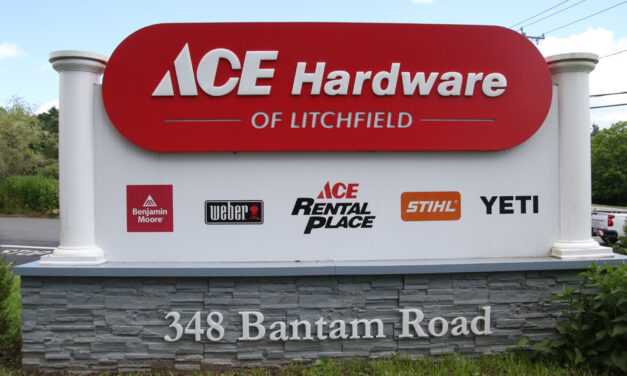 ACE Hardware
OF LITCHFIELD
Benjamin
Moore®
weber
ACE
RENTAL
PLACE
STIHL®
YETI
348 Bantam Road